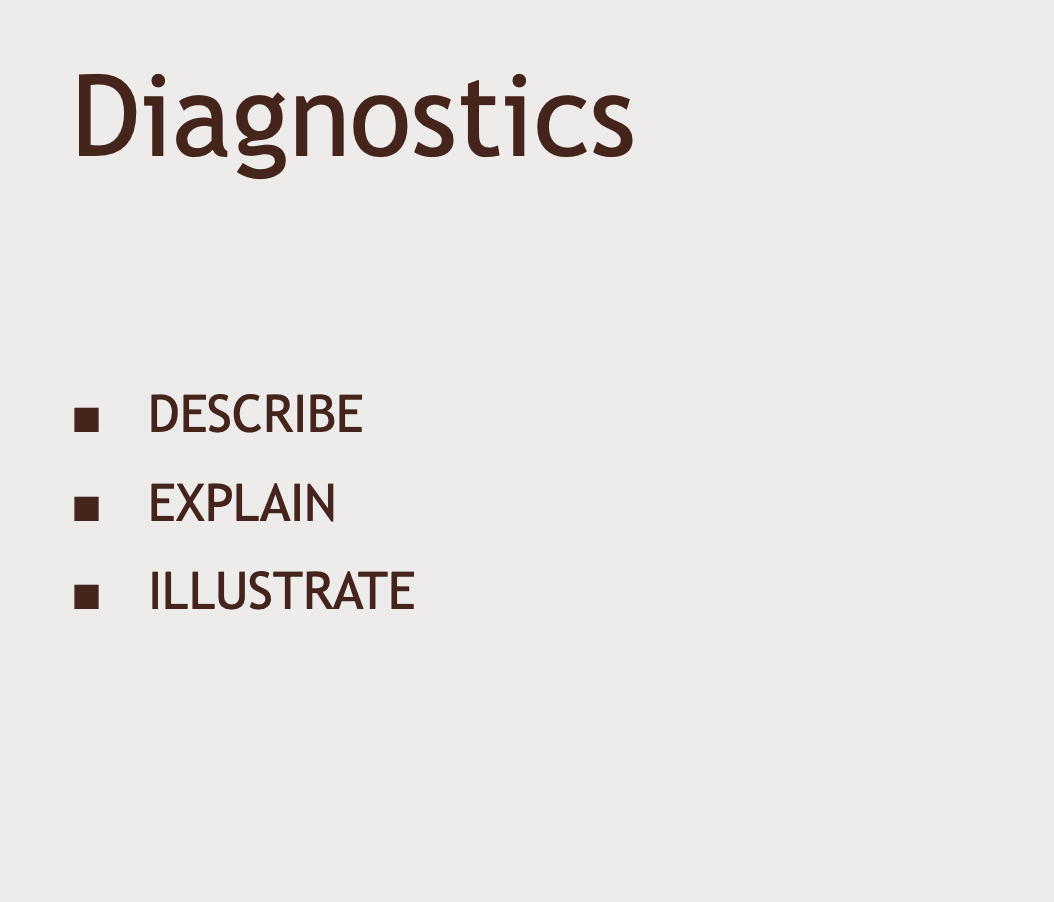 Diagnostics
■ DESCRIBE
■ EXPLAIN
■ ILLUSTRATE